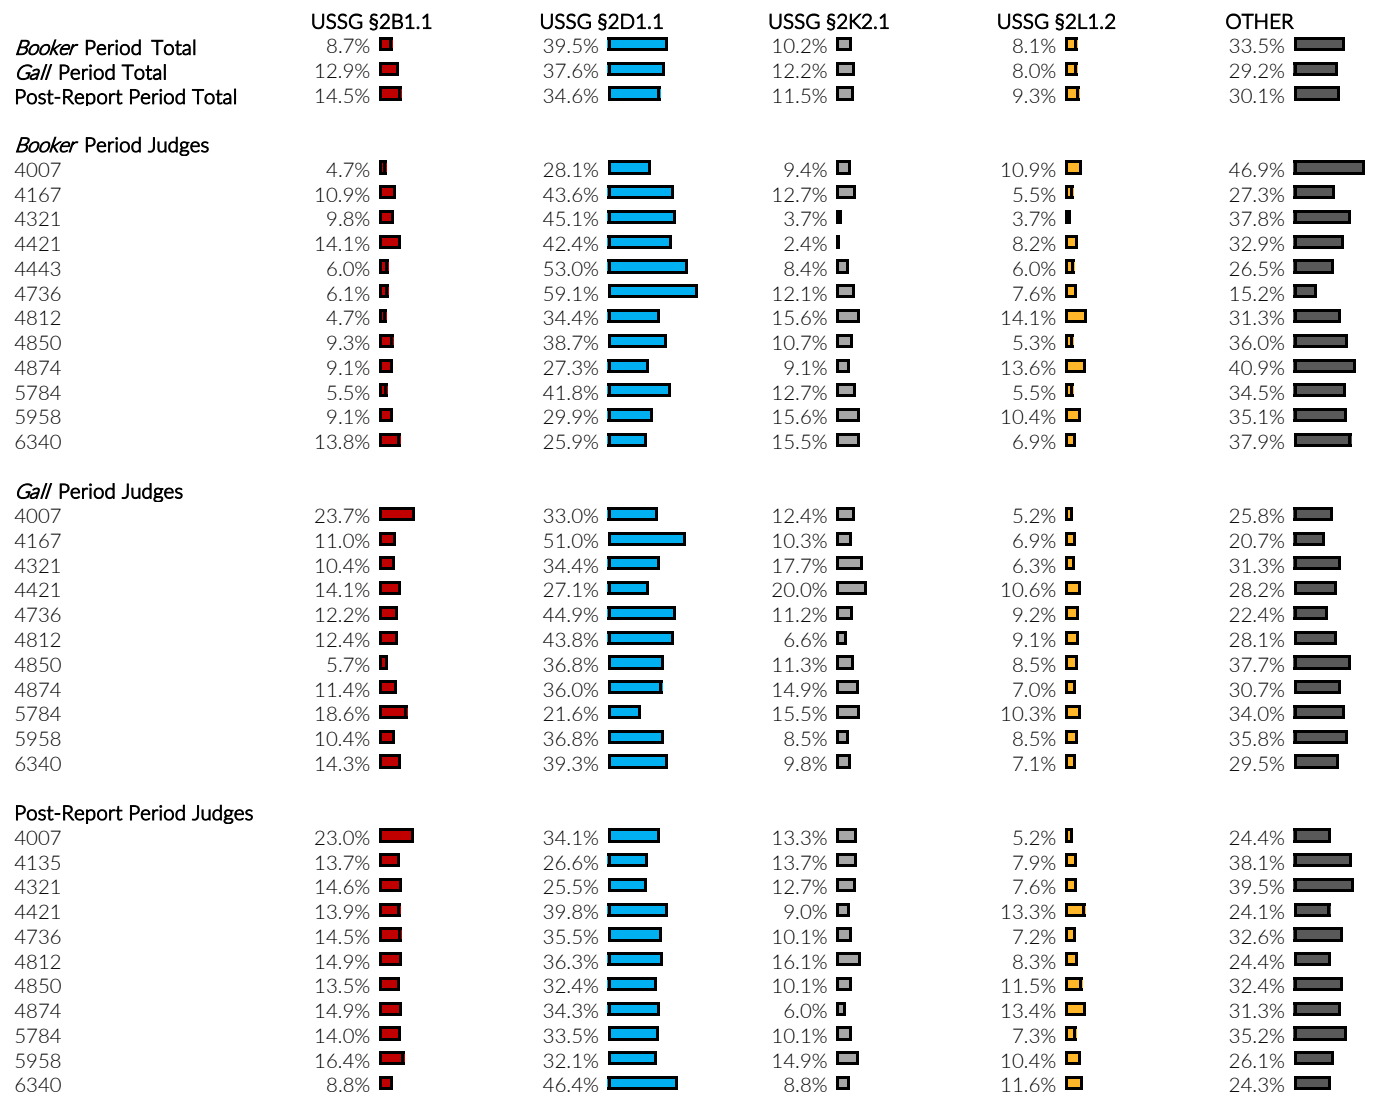 USSG §2B1.1 USSG §2D1.1 USSG §2K2.1 USSG §2L1.2 OTHER
Booker Period Total 8.7% 39.5% 10.2% 8.1% 33.5%
Gall Period Total 12.9% 37.6% 12.2% 8.0% 29.2%
Post-Report Period Total 14.5% 34.6% 11.5% 9.3% 30.1%
Booker Period Judges
4007 4.7% 28.1% 9.4% 10.9% 46.9%
4167 10.9% 43.6% 12.7% 5.5% 27.3%
4321 9.8% 45.1% 3.7% 3.7% 37.8%
4421 14.1% 42.4% 2.4% 8.2% 32.9%
4443 6.0% 53.0% 8.4% 6.0% 26.5%
4736 6.1% 59.1% 12.1% 7.6% 15.2%
4812 4.7% 34.4% 15.6% 14.1% 31.3%
4850 9.3% 38.7% 10.7% 5.3% 36.0%
4874 9.1% 27.3% 9.1% 13.6% 40.9%
5784 5.5% 41.8% 12.7% 5.5% 34.5%
5958 9.1% 29.9% 15.6% 10.4% 35.1%
6340 13.8% 25.9% 15.5% 6.9% 37.9%
Gall Period Judges
4007 23.7% 33.0% 12.4% 5.2% 25.8%
4167 11.0% 51.0% 10.3% 6.9% 20.7%
4321 10.4% 34.4% 17.7% 6.3% 31.3%
4421 14.1% 27.1% 20.0% 10.6% 28.2%
4736 12.2% 44.9% 11.2% 9.2% 22.4%
4812 12.4% 43.8% 6.6% 9.1% 28.1%
4850 5.7% 36.8% 11.3% 8.5% 37.7%
4874 11.4% 36.0% 14.9% 7.0% 30.7%
5784 18.6% 21.6% 15.5% 10.3% 34.0%
5958 10.4% 36.8% 8.5% 8.5% 35.8%
6340 14.3% 39.3% 9.8% 7.1% 29.5%
Post-Report Period Judges
4007 23.0% 34.1% 13.3% 5.2% 24.4%
4135 13.7% 26.6% 13.7% 7.9% 38.1%
4321 14.6% 25.5% 12.7% 7.6% 39.5%
4421 13.9% 39.8% 9.0% 13.3% 24.1%
4736 14.5% 35.5% 10.1% 7.2% 32.6%
4812 14.9% 36.3% 16.1% 8.3% 24.4%
4850 13.5% 32.4% 10.1% 11.5% 32.4%
4874 14.9% 34.3% 6.0% 13.4% 31.3%
5784 14.0% 33.5% 10.1% 7.3% 35.2%
5958 16.4% 32.1% 14.9% 10.4% 26.1%
6340 8.8% 46.4% 8.8% 11.6% 24.3%